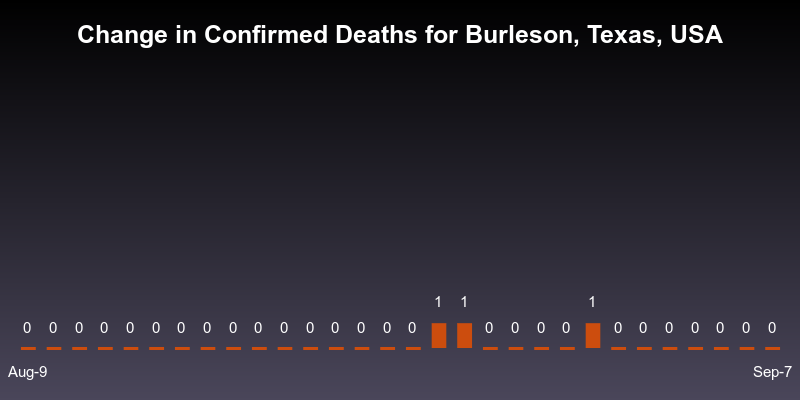 Change in Confirmed Deaths for Burleson, Texas, USA
1 1 1
0 0 0 0 0 0 0 0 0 0 0 0 0 0 0 0 0 0 0 0 0 0 0 0 0 0 0
Aug-9 Sep-7